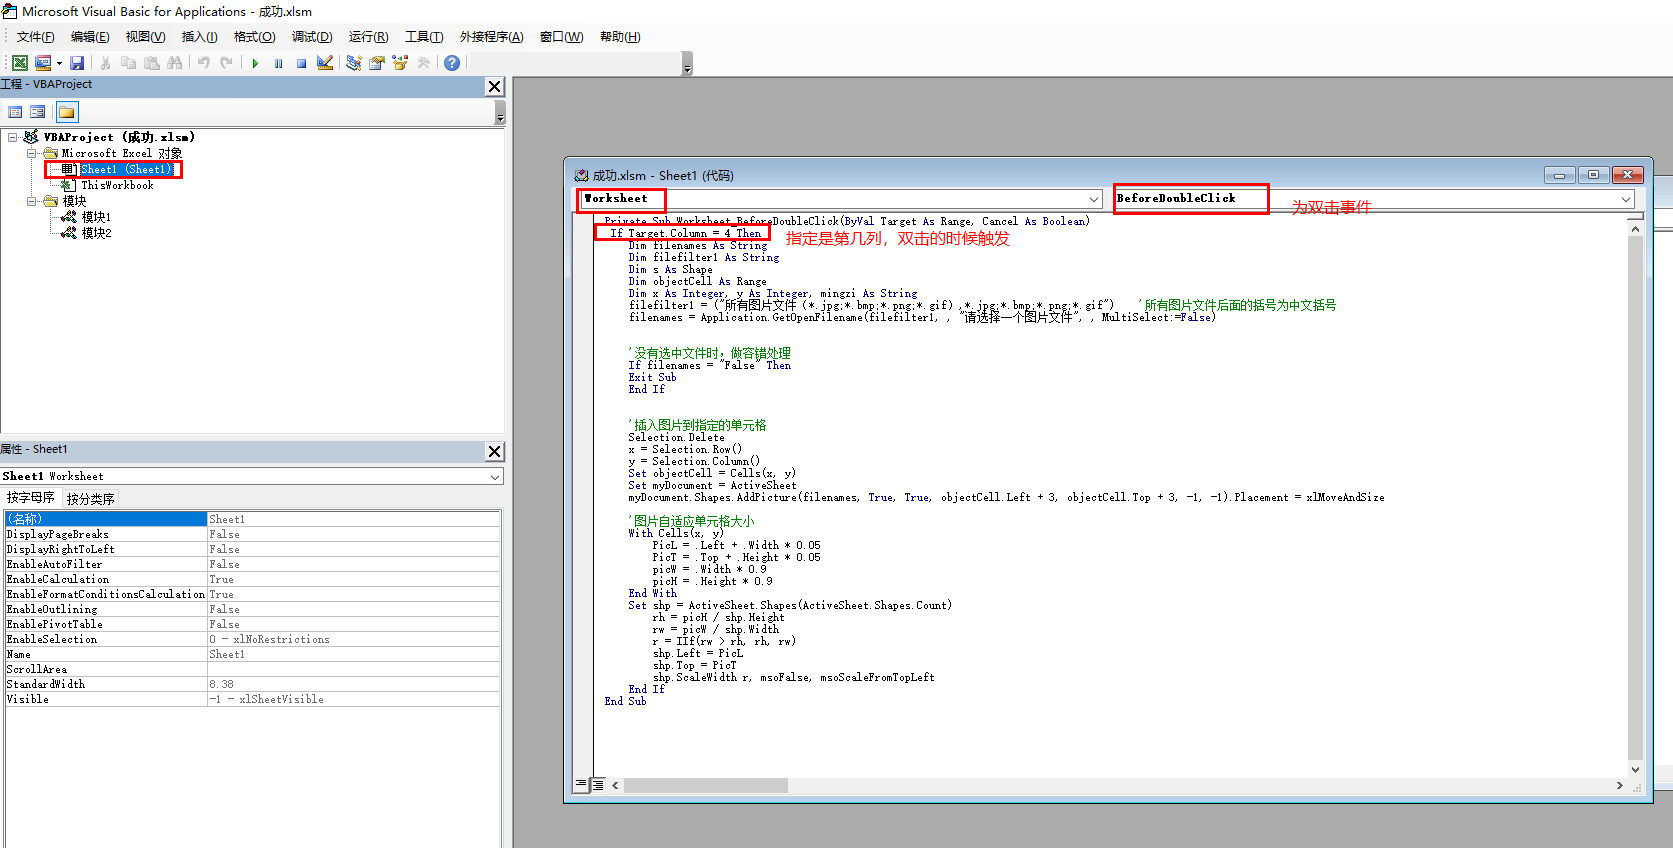 Microsoft Visual Basic for Applications - 成功.xlsm
文件(F) 编辑(E) 视图(V) 插入(I) 格式(O) 调试(D) 运行(R) 工具(T) 外接程序(A) 窗口(W) 帮助(H)
工程 - VBAProject
VBAProject (成功.xlsm)
Microsoft Excel 对象
Sheet1 (Sheet1)
ThisWorkbook
模块
模块1
模块2
属性 - Sheet1
Sheet1 Worksheet
按字母序 按分类序
(名称) Sheet1
DisplayPageBreaks False
DisplayRightToLeft False
EnableAutoFilter False
EnableCalculation True
EnableFormatConditionsCalculation True
EnableOutlining False
EnablePivotTable False
EnableSelection 0 - xlNoRestrictions
Name Sheet1
ScrollArea
StandardWidth 8.38
Visible -1 - xlSheetVisible
成功.xlsm - Sheet1 (代码)
Worksheet BeforeDoubleClick
为双击事件
Private Sub Worksheet_BeforeDoubleClick(ByVal Target As Range, Cancel As Boolean)
If Target.Column = 4 Then 指定是第几列，双击的时候触发
Dim filenames As String
Dim filefilter1 As String
Dim s As Shape
Dim objectCell As Range
Dim x As Integer, y As Integer, mingzi As String
filefilter1 = ("所有图片文件（*.jpg;*.bmp;*.png;*.gif）,*.jpg;*.bmp;*.png;*.gif") '所有图片文件后面的括号为中文括号
filenames = Application.GetOpenFilename(filefilter1, , "请选择一个图片文件", , MultiSelect:=False)
'没有选中文件时，做容错处理
If filenames = "False" Then
Exit Sub
End If
'插入图片到指定的单元格
Selection.Delete
x = Selection.Row()
y = Selection.Column()
Set objectCell = Cells(x, y)
Set myDocument = ActiveSheet
myDocument.Shapes.AddPicture(filenames, True, True, objectCell.Left + 3, objectCell.Top + 3, -1, -1).Placement = xlMoveAndSize
'图片自适应单元格大小
With Cells(x, y)
PicL = .Left + .Width * 0.05
PicT = .Top + .Height * 0.05
picW = .Width * 0.9
picH = .Height * 0.9
End With
Set shp = ActiveSheet.Shapes(ActiveSheet.Shapes.Count)
rh = picH / shp.Height
rw = picW / shp.Width
r = IIf(rw > rh, rh, rw)
shp.Left = PicL
shp.Top = PicT
shp.ScaleWidth r, msoFalse, msoScaleFromTopLeft
End If
End Sub